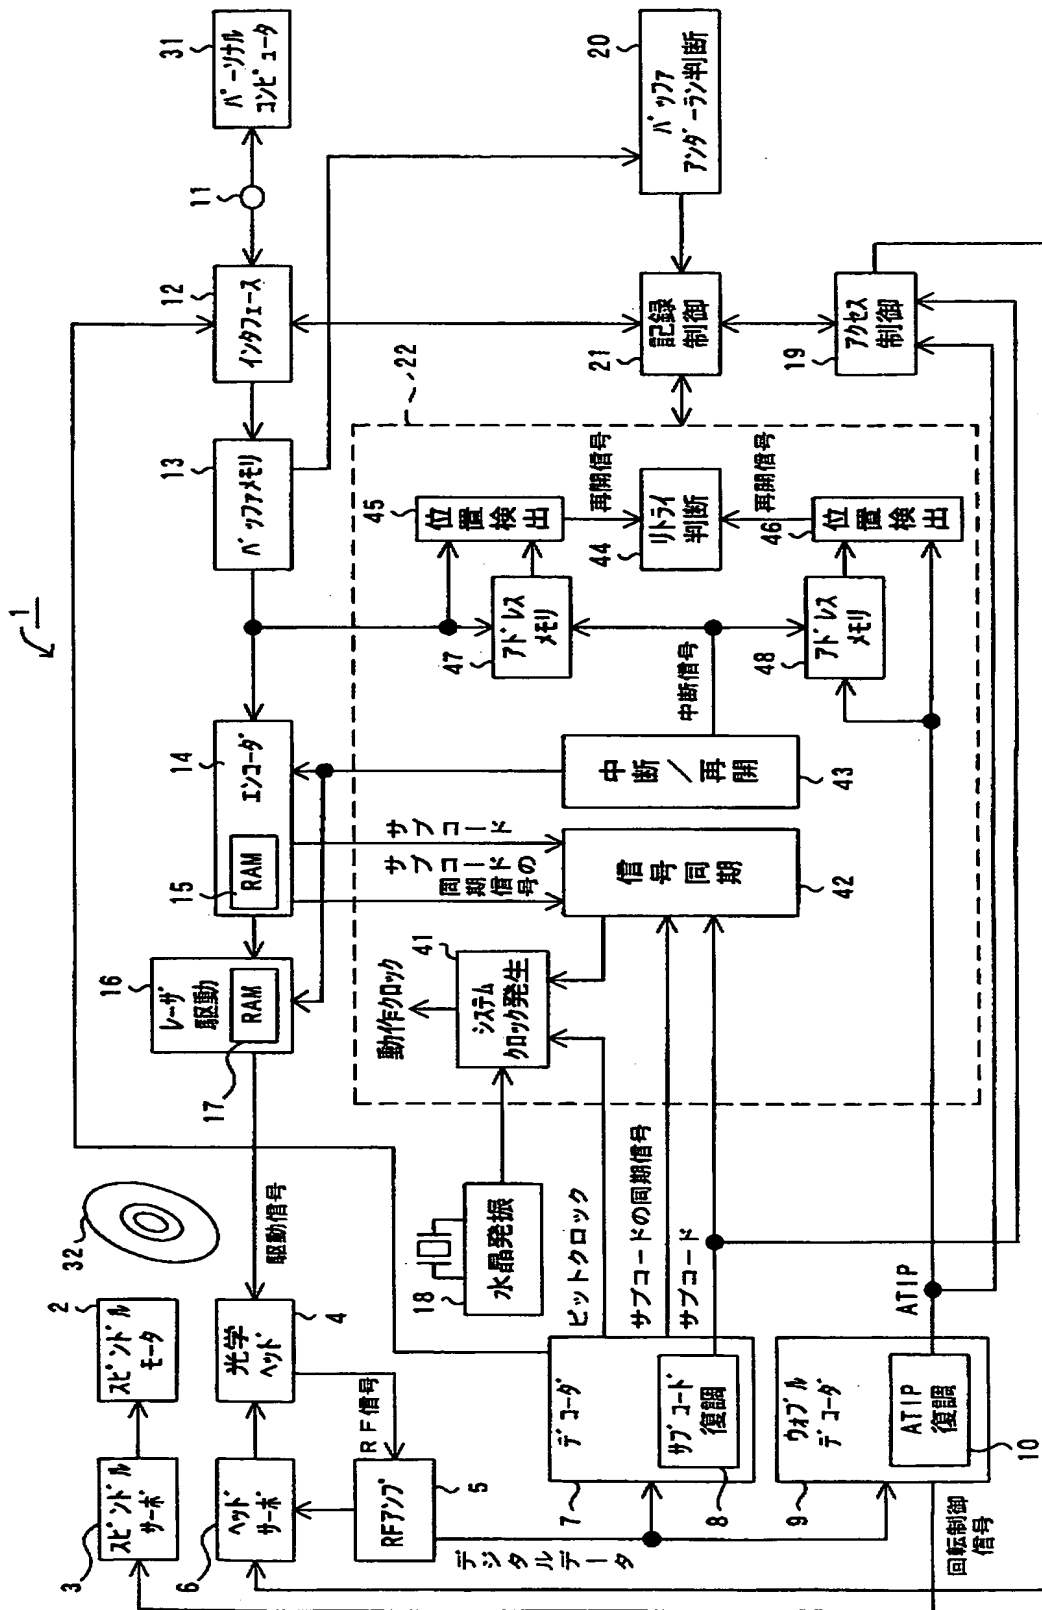 1
スピンドル
サーボ
3
スピンドル
モータ
2
32
ヘッド
サーボ
6
光学
ヘッド
4
駆動信号
RF信号
RFアンプ
5
デジタルデータ
レーザ
駆動
16
RAM
17
エンコーダ
14
RAM
15
バッファメモリ
13
インタフェース
12
11
パーソナル
コンピュータ
31
バッファ
アンダーラン判断
20
記録
制御
21
アクセス
制御
19
22
デコーダ
7
サブコード
復調
8
ウォブル
デコーダ
9
ATIP
復調
10
回転制御
信号
ATIP
ビットクロック
サブコードの同期信号
サブコード
水晶発振
18
システム
クロック発生
41
動作クロック
サブコード
サブコードの
同期信号
信号同期
42
中断/再開
43
中断信号
アドレス
メモリ
47
アドレス
メモリ
48
位置検出
45
位置検出
46
再開信号
再開信号
リトライ
判断
44